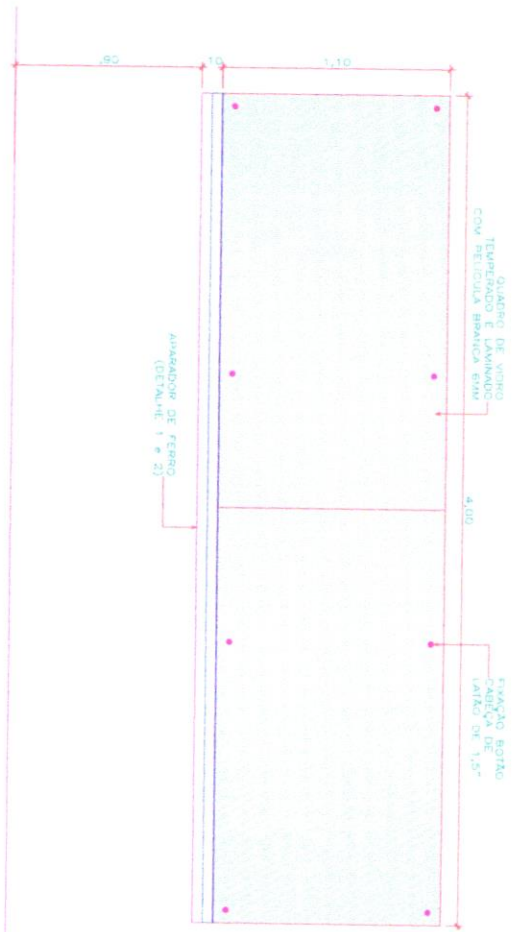 QUADRO DE VIDRO
TEMPERADO E LAMINADO
COM PELICULA BRANCA 6MM
4,00
FIXAÇÃO BOTÃO
CABEÇA DE
LATÃO DE 1,5"
1,10
,10
,90
APARADOR DE FERRO
(DETALHE 1 e 2)